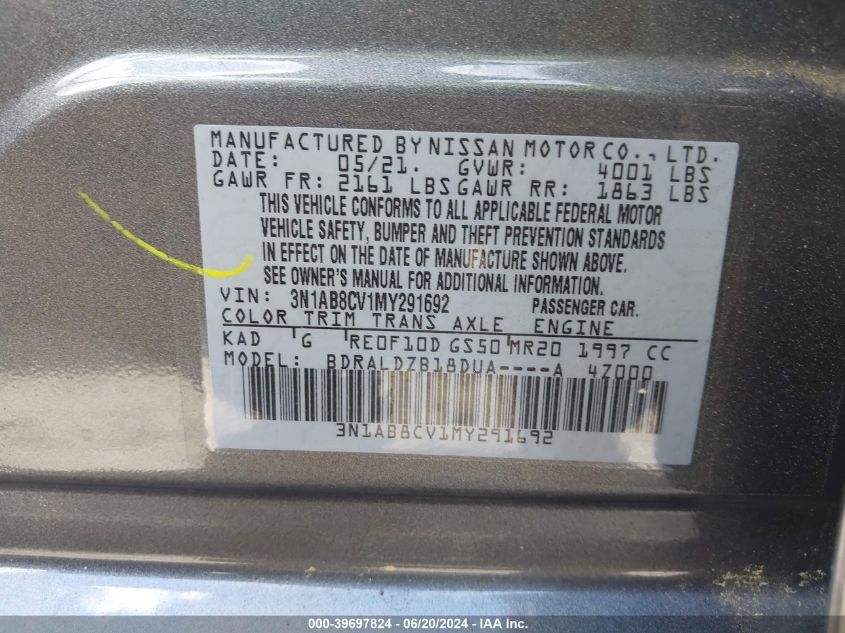 MANUFACTURED BY NISSAN MOTOR CO., LTD.
DATE: 05/21. GVWR: 4001 LBS
GAWR FR: 2161 LBS GAWR RR: 1863 LBS
THIS VEHICLE CONFORMS TO ALL APPLICABLE FEDERAL MOTOR
VEHICLE SAFETY, BUMPER AND THEFT PREVENTION STANDARDS
IN EFFECT ON THE DATE OF MANUFACTURE SHOWN ABOVE.
SEE OWNER'S MANUAL FOR ADDITIONAL INFORMATION.
VIN: 3N1AB8CV1MY291692 PASSENGER CAR.
COLOR TRIM TRANS AXLE ENGINE
KAD G RE0F10D GS50 MR20 1997 CC
MODEL: BDRALDZB18DUA----A 4Z000
3N1AB8CV1MY291692
000-39697824 / 06/20/2024 / IAA Inc.